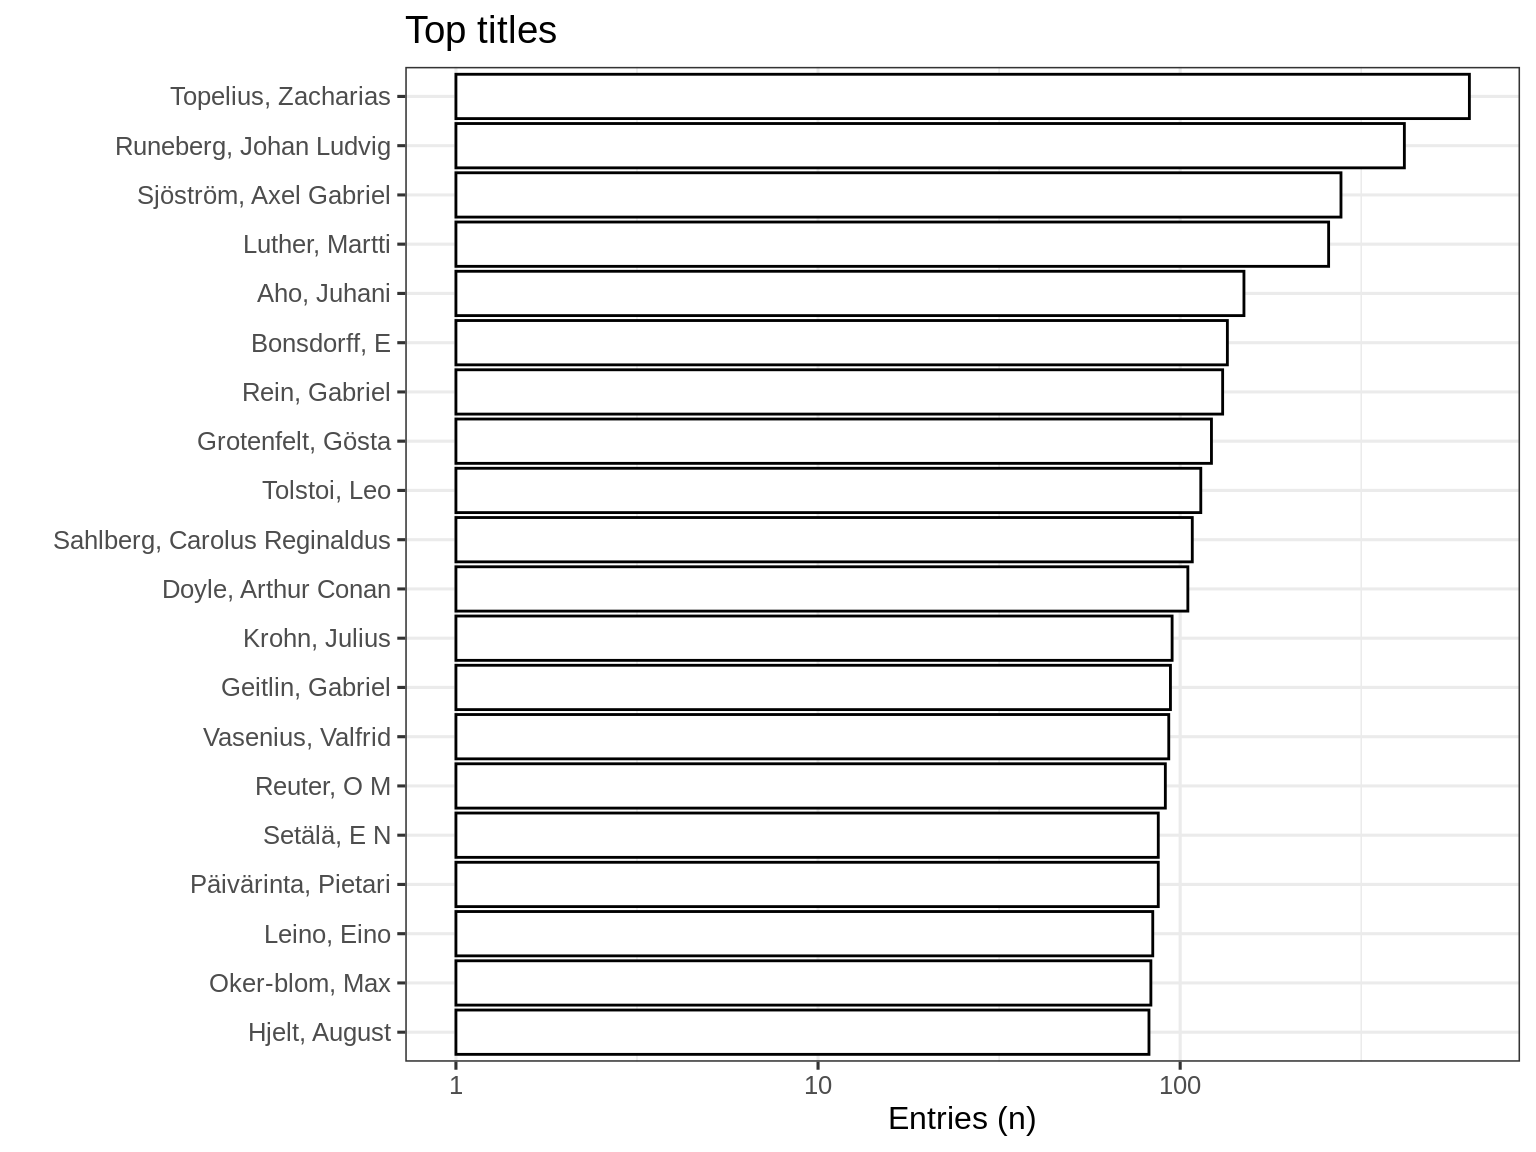 Top titles
Topelius, Zacharias
Runeberg, Johan Ludvig
Sjöström, Axel Gabriel
Luther, Martti
Aho, Juhani
Bonsdorff, E
Rein, Gabriel
Grotenfelt, Gösta
Tolstoi, Leo
Sahlberg, Carolus Reginaldus
Doyle, Arthur Conan
Krohn, Julius
Geitlin, Gabriel
Vasenius, Valfrid
Reuter, O M
Setälä, E N
Päivärinta, Pietari
Leino, Eino
Oker-blom, Max
Hjelt, August
1 10 100
Entries (n)